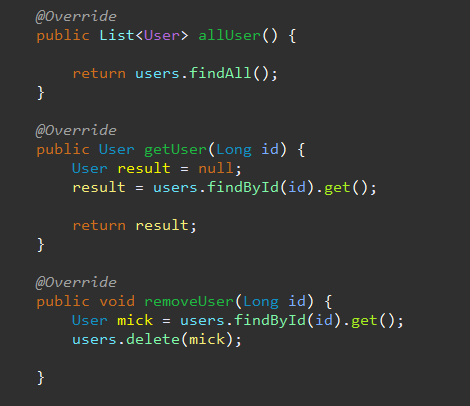 @Override
public List<User> allUser() {
return users.findAll();
}
@Override
public User getUser(Long id) {
User result = null;
result = users.findById(id).get();
return result;
}
@Override
public void removeUser(Long id) {
User mick = users.findById(id).get();
users.delete(mick);
}